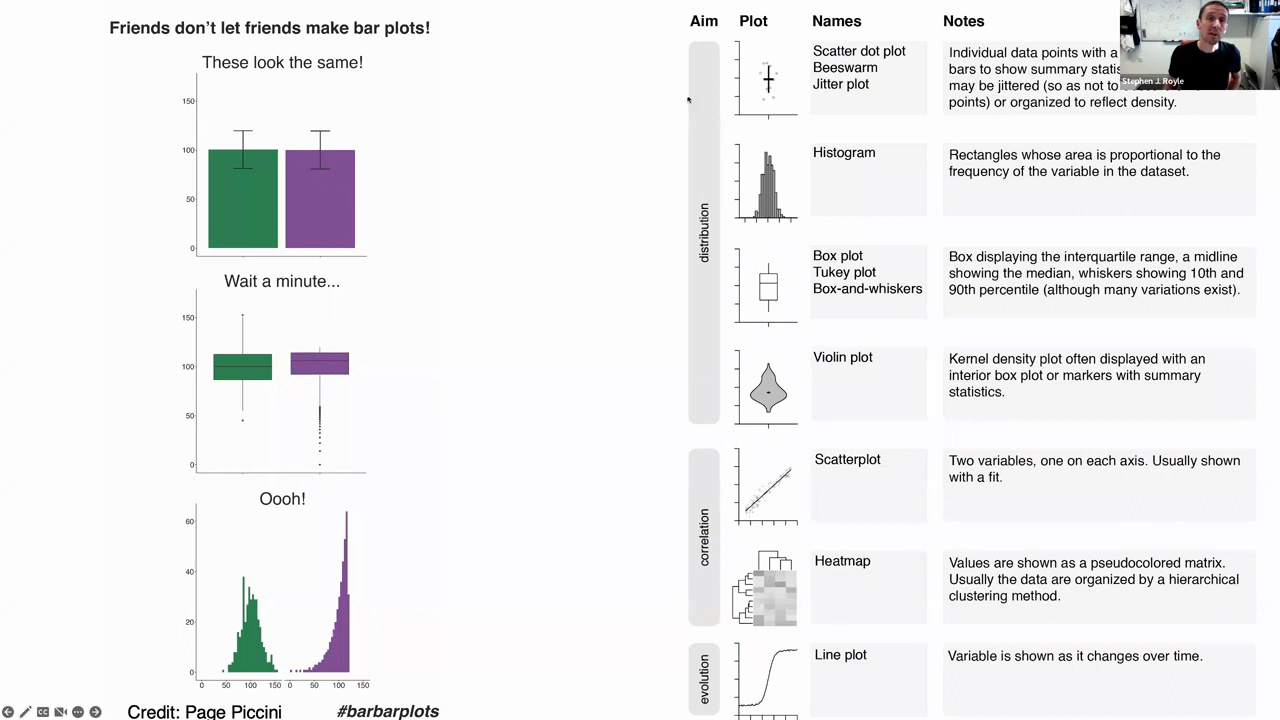 Friends don't let friends make bar plots!
These look the same!
150
100
50
0
Wait a minute...
150
100
50
0
Oooh!
60
40
20
0
0 50 100 150 0 50 100 150
Credit: Page Piccini
#barbarplots
Aim Plot Names Notes
distribution
Scatter dot plot
Beeswarm
Jitter plot
Individual data points with a
bars to show summary statis
may be jittered (so as not to
points) or organized to reflect density.
Histogram
Rectangles whose area is proportional to the
frequency of the variable in the dataset.
Box plot
Tukey plot
Box-and-whiskers
Box displaying the interquartile range, a midline
showing the median, whiskers showing 10th and
90th percentile (although many variations exist).
Violin plot
Kernel density plot often displayed with an
interior box plot or markers with summary
statistics.
correlation
Scatterplot
Two variables, one on each axis. Usually shown
with a fit.
Heatmap
Values are shown as a pseudocolored matrix.
Usually the data are organized by a hierarchical
clustering method.
evolution
Line plot
Variable is shown as it changes over time.
Stephen J. Royle